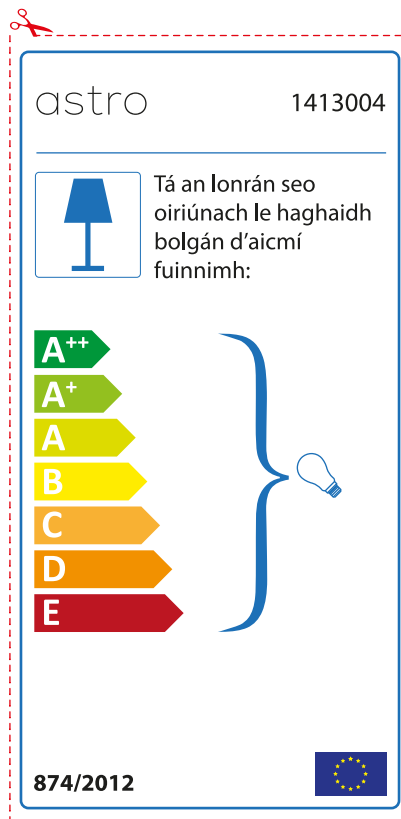 astro 1413004
Tá an lonrán seo
oiriúnach le haghaidh
bolgán d'aicmí
fuinnimh:
A++
A+
A
B
C
D
E
874/2012